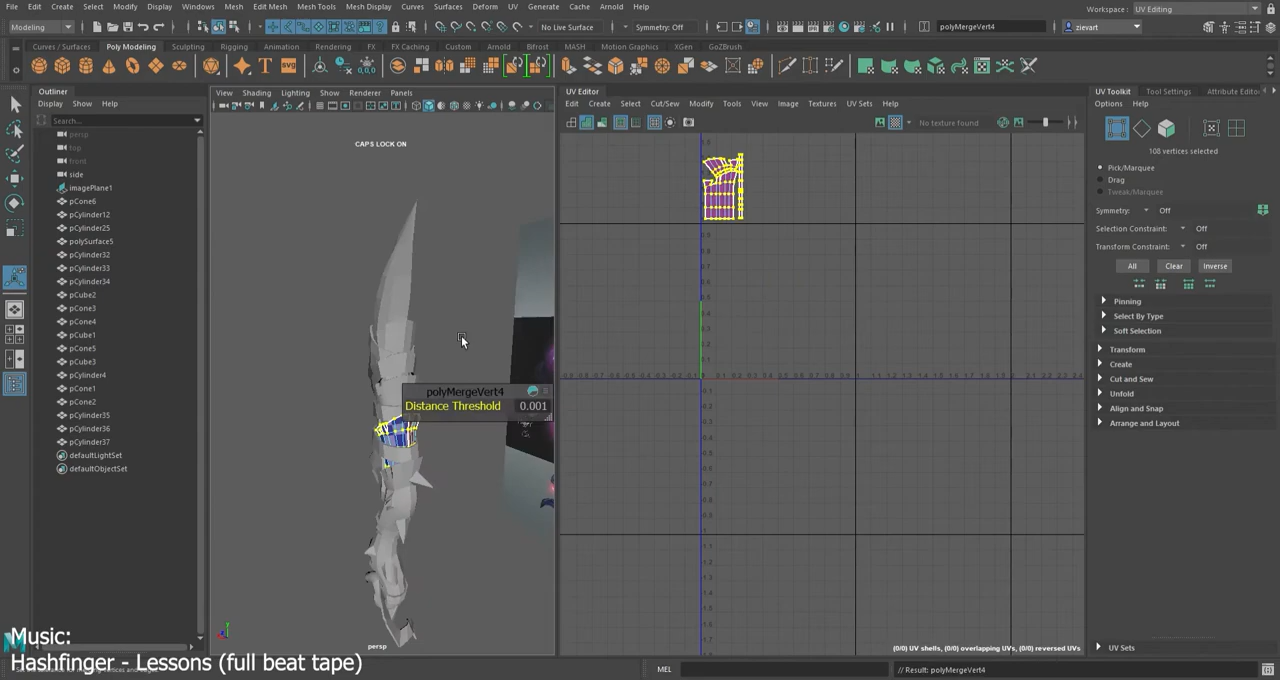 File Edit Create Select Modify Display Windows Mesh Edit Mesh Mesh Tools Mesh Display Curves Surfaces Deform UV Generate Cache Arnold Help
Workspace : UV Editing
Modeling
No Live Surface
Symmetry: Off
polyMergeVert4
zievart
Curves / Surfaces Poly Modeling Sculpting Rigging Animation Rendering FX FX Caching Custom Arnold Bifrost MASH Motion Graphics XGen GoZBrush
Outliner
Display Show Help
Search...
persp
top
front
side
imagePlane1
pCone6
pCylinder12
pCylinder25
polySurface5
pCylinder32
pCylinder33
pCylinder34
pCube2
pCone3
pCone4
pCube1
pCone5
pCube3
pCylinder4
pCone1
pCone2
pCylinder35
pCylinder36
pCylinder37
defaultLightSet
defaultObjectSet
View Shading Lighting Show Renderer Panels
CAPS LOCK ON
polyMergeVert4
Distance Threshold 0.001
persp
UV Editor
Edit Create Select Cut/Sew Modify Tools View Image Textures UV Sets Help
No texture found
(0/0) UV shells, (0/0) overlapping UVs, (0/0) reversed UVs
UV Toolkit Tool Settings Attribute Editor
Options Help
108 vertices selected
Pick/Marquee
Drag
Tweak/Marquee
Symmetry: Off
Selection Constraint: Off
Transform Constraint: Off
All Clear Inverse
Pinning
Select By Type
Soft Selection
Transform
Create
Cut and Sew
Unfold
Align and Snap
Arrange and Layout
UV Sets
Music:
Hashfinger - Lessons (full beat tape)
MEL
// Result: polyMergeVert4